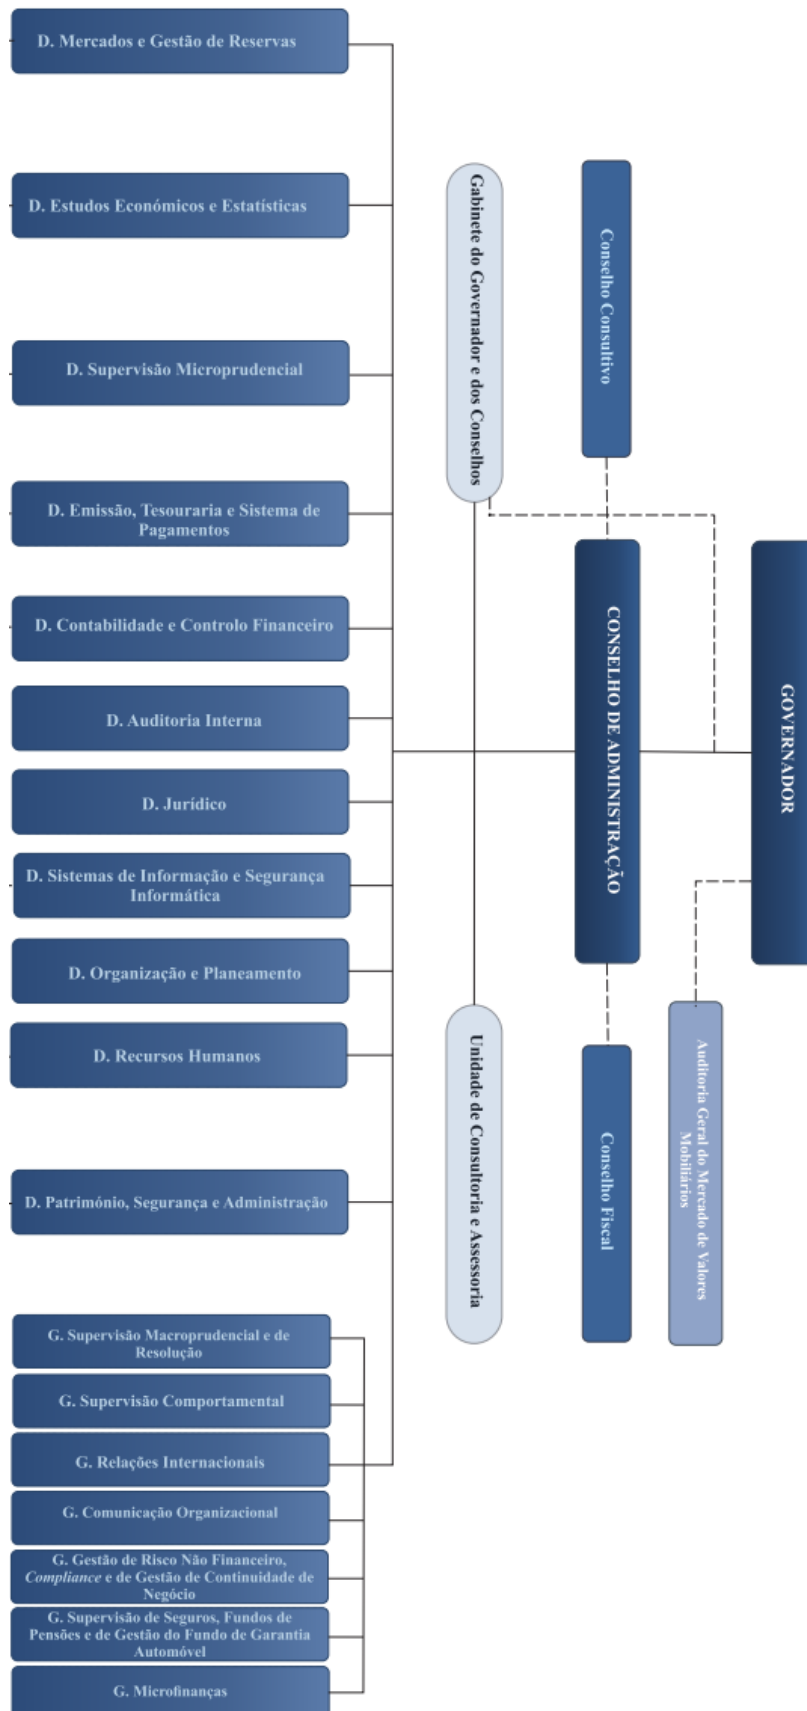 D. Mercados e Gestão de Reservas
D. Estudos Económicos e Estatísticas
D. Supervisão Microprudencial
D. Emissão, Tesouraria e Sistema de
Pagamentos
D. Contabilidade e Controlo Financeiro
D. Auditoria Interna
D. Jurídico
D. Sistemas de Informação e Segurança
Informática
D. Organização e Planeamento
D. Recursos Humanos
D. Património, Segurança e Administração
G. Supervisão Macroprudencial e de
Resolução
G. Supervisão Comportamental
G. Relações Internacionais
G. Comunicação Organizacional
G. Gestão de Risco Não Financeiro,
Compliance e de Gestão de Continuidade de
Negócio
G. Supervisão de Seguros, Fundos de
Pensões e de Gestão do Fundo de Garantia
Automóvel
G. Microfinanças
Gabinete do Governador e dos Conselhos
Unidade de Consultoria e Assessoria
Conselho Consultivo
CONSELHO DE ADMINISTRAÇÃO
Conselho Fiscal
GOVERNADOR
Auditoria Geral do Mercado de Valores
Mobiliários